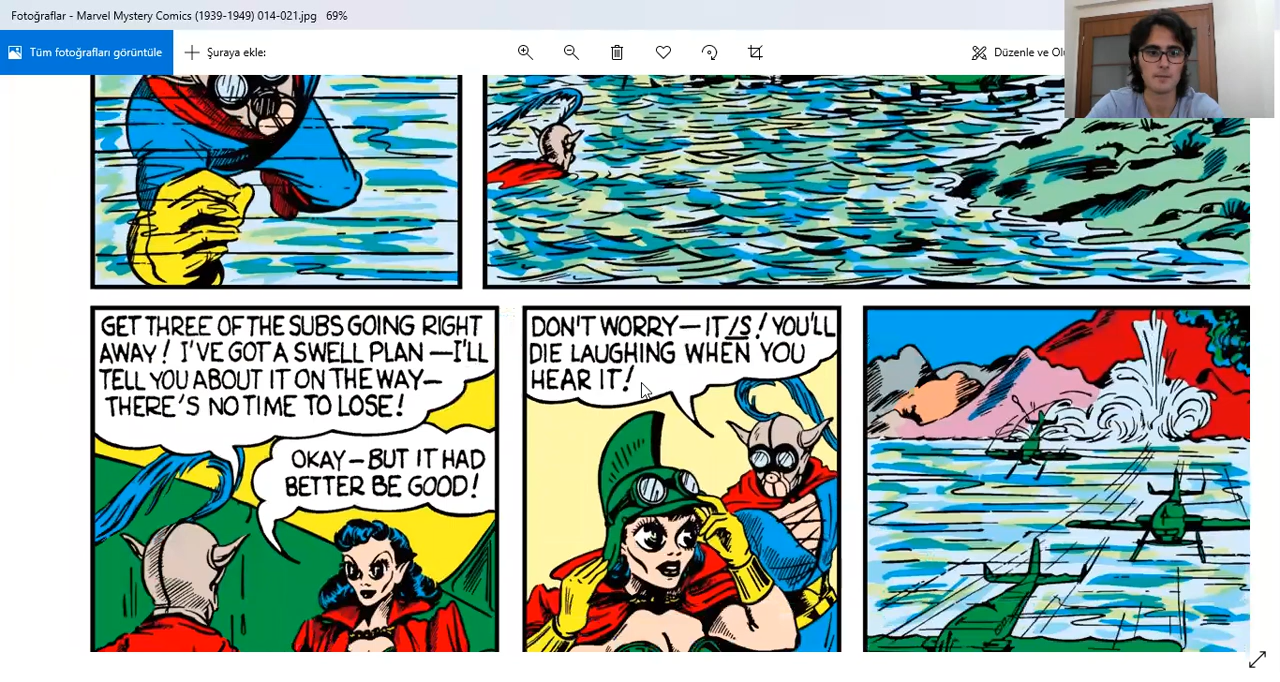 Fotoğraflar - Marvel Mystery Comics (1939-1949) 014-021.jpg 69%
Tüm fotoğrafları görüntüle
Şuraya ekle:
Düzenle ve Olu
GET THREE OF THE SUBS GOING RIGHT
AWAY! I'VE GOT A SWELL PLAN—I'LL
TELL YOU ABOUT IT ON THE WAY—
THERE'S NO TIME TO LOSE!
OKAY—BUT IT HAD
BETTER BE GOOD!
DON'T WORRY—IT IS! YOU'LL
DIE LAUGHING WHEN YOU
HEAR IT!